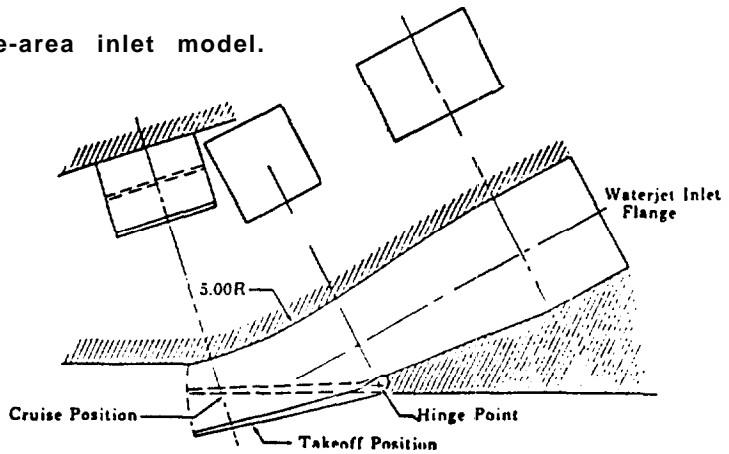 e-area inlet model.
Waterjet Inlet
Flange
5.00R
Cruise Position
Hinge Point
Takeoff Position